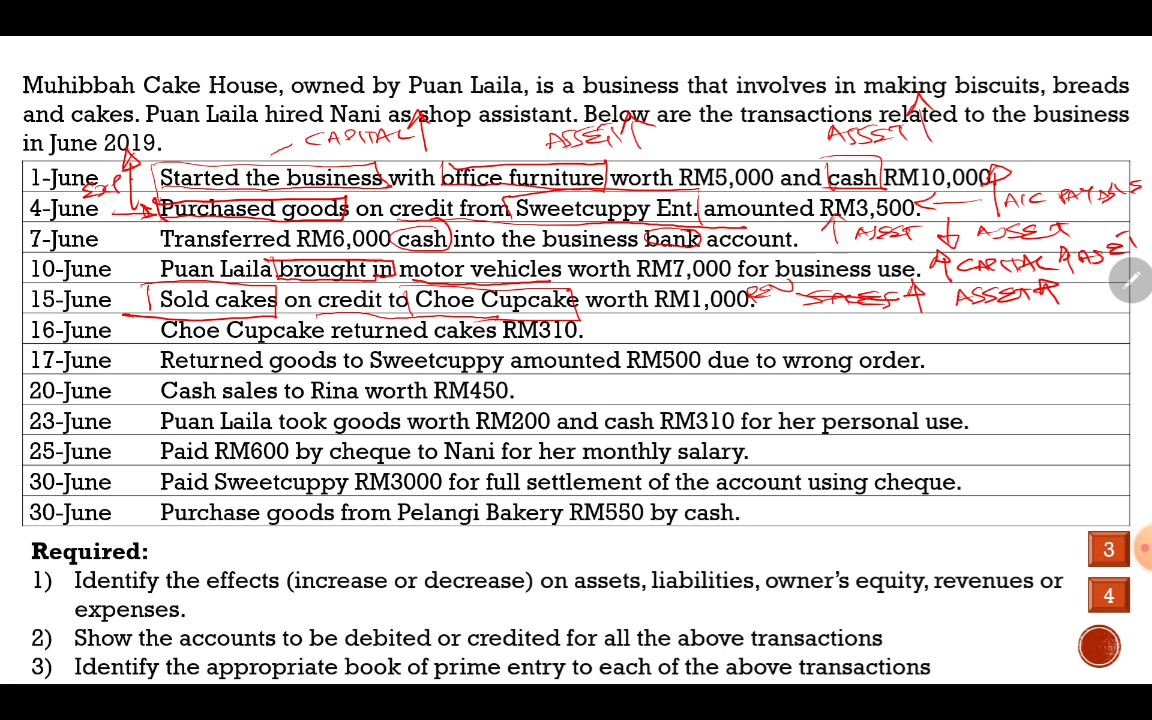 Muhibbah Cake House, owned by Puan Laila, is a business that involves in making biscuits, breads
and cakes. Puan Laila hired Nani as shop assistant. Below are the transactions related to the business
in June 2019.
CAPITAL ASSET ASSET
1-June Started the business with office furniture worth RM5,000 and cash RM10,000
EXP
4-June Purchased goods on credit from Sweetcuppy Ent. amounted RM3,500. A/C PAYABLES
7-June Transferred RM6,000 cash into the business bank account. ASSET ASSET
10-June Puan Laila brought in motor vehicles worth RM7,000 for business use. CAPITAL ASSET
15-June Sold cakes on credit to Choe Cupcake worth RM1,000. REV SALES ASSET
16-June Choe Cupcake returned cakes RM310.
17-June Returned goods to Sweetcuppy amounted RM500 due to wrong order.
20-June Cash sales to Rina worth RM450.
23-June Puan Laila took goods worth RM200 and cash RM310 for her personal use.
25-June Paid RM600 by cheque to Nani for her monthly salary.
30-June Paid Sweetcuppy RM3000 for full settlement of the account using cheque.
30-June Purchase goods from Pelangi Bakery RM550 by cash.
Required:
3
1) Identify the effects (increase or decrease) on assets, liabilities, owner's equity, revenues or
4
expenses.
2) Show the accounts to be debited or credited for all the above transactions
3) Identify the appropriate book of prime entry to each of the above transactions